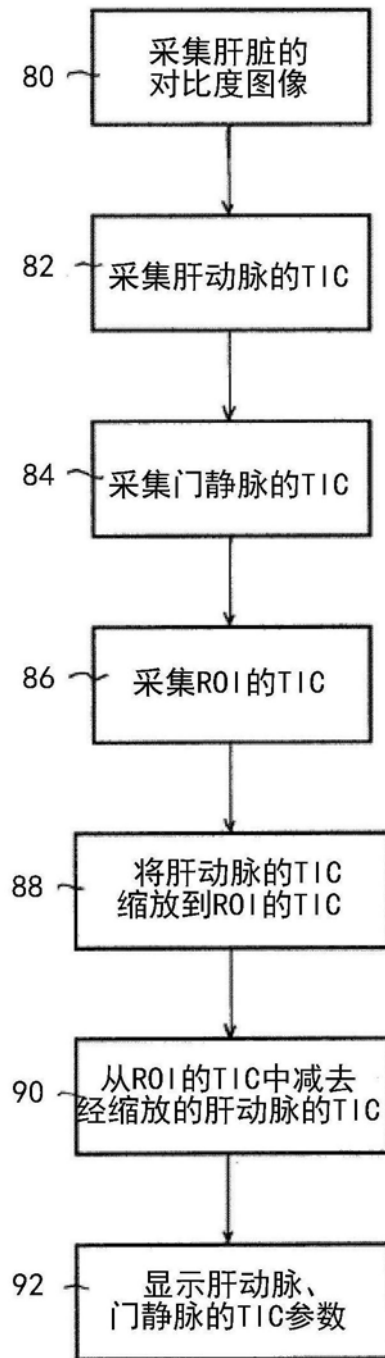 80
采集肝脏的
对比度图像
82
采集肝动脉的TIC
84
采集门静脉的TIC
86
采集ROI的TIC
88
将肝动脉的TIC
缩放到ROI的TIC
90
从ROI的TIC中减去
经缩放的肝动脉的TIC
92
显示肝动脉、
门静脉的TIC参数